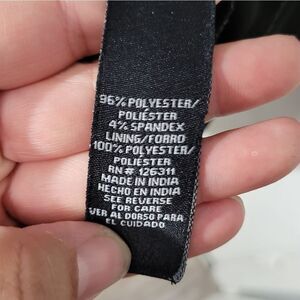 96% POLYESTER/
POLIÉSTER
4% SPANDEX
LINING/FORRO
100% POLYESTER/
POLIÉSTER
RN# 126311
MADE IN INDIA
HECHO EN INDIA
SEE REVERSE
FOR CARE
VER AL DORSO PARA
EL CUIDADO